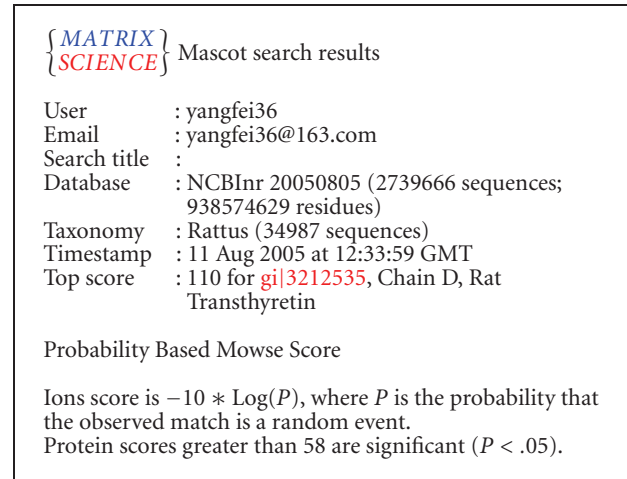 MATRIX
SCIENCE
Mascot search results
User : yangfei36
Email : yangfei36@163.com
Search title :
Database : NCBInr 20050805 (2739666 sequences;
938574629 residues)
Taxonomy : Rattus (34987 sequences)
Timestamp : 11 Aug 2005 at 12:33:59 GMT
Top score : 110 for gi|3212535, Chain D, Rat
Transthyretin
Probability Based Mowse Score
Ions score is −10 ∗ Log(P), where P is the probability that
the observed match is a random event.
Protein scores greater than 58 are significant (P < .05).